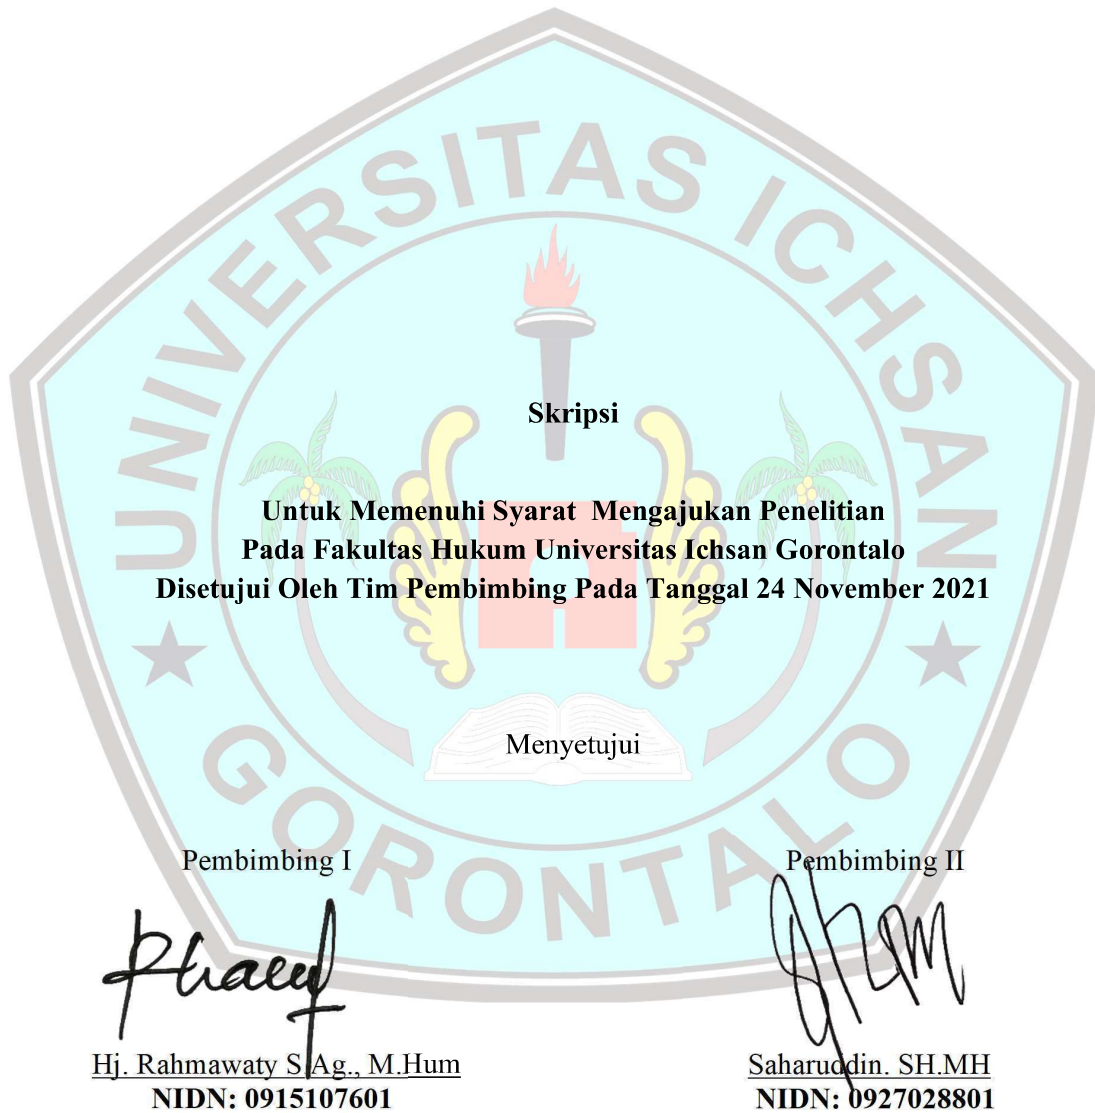 UNIVERSITAS ICHSAN
Skripsi
Untuk Memenuhi Syarat Mengajukan Penelitian
Pada Fakultas Hukum Universitas Ichsan Gorontalo
Disetujui Oleh Tim Pembimbing Pada Tanggal 24 November 2021
Menyetujui
GORONTALO
Pembimbing I Pembimbing II
Hj. Rahmawaty S.Ag., M.Hum Saharuddin. SH.MH
NIDN: 0915107601 NIDN: 0927028801